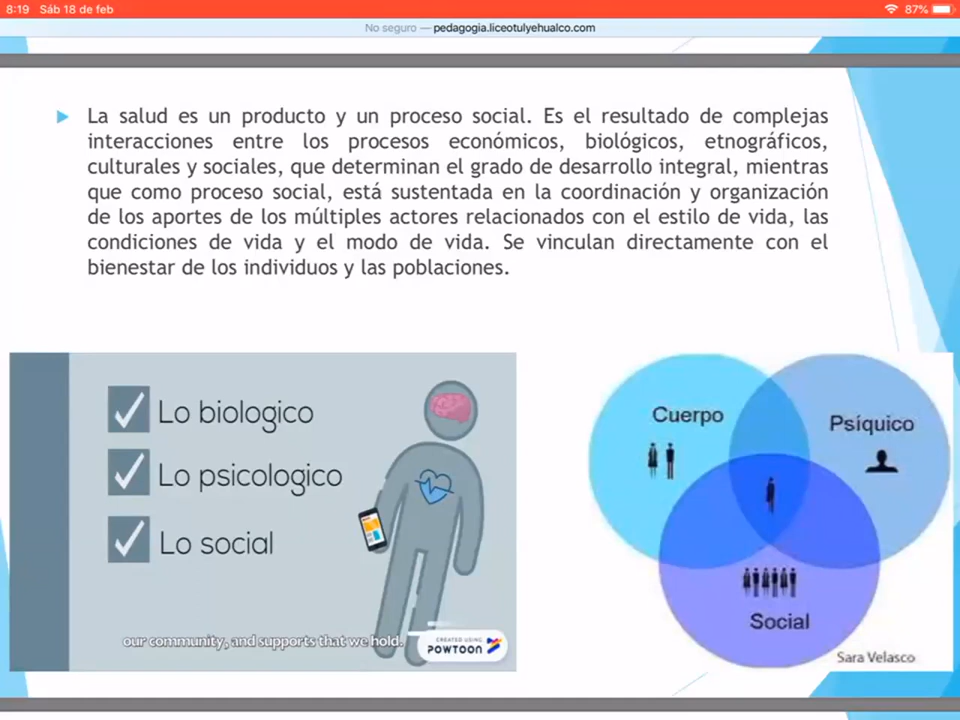 8:19 Sáb 18 de feb
87%
No seguro — pedagogia.liceotulyehualco.com
La salud es un producto y un proceso social. Es el resultado de complejas
interacciones entre los procesos económicos, biológicos, etnográficos,
culturales y sociales, que determinan el grado de desarrollo integral, mientras
que como proceso social, está sustentada en la coordinación y organización
de los aportes de los múltiples actores relacionados con el estilo de vida, las
condiciones de vida y el modo de vida. Se vinculan directamente con el
bienestar de los individuos y las poblaciones.
Lo biologico
Lo psicologico
Lo social
our community, and supports that we hold.
CREATED USING
POWTOON
Cuerpo
Psíquico
Social
Sara Velasco